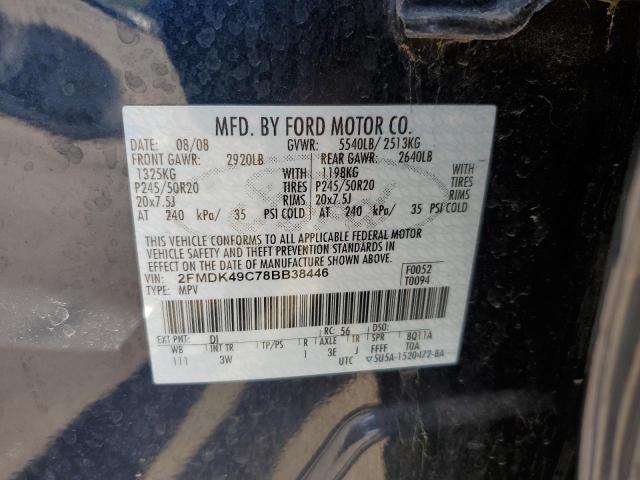 MFD. BY FORD MOTOR CO.
DATE: 08/08 GVWR: 5540LB/ 2513KG
FRONT GAWR: 2920LB REAR GAWR: 2640LB
1325KG WITH 1198KG WITH
P245/50R20 TIRES P245/50R20 TIRES
20x7.5J RIMS 20x7.5J RIMS
AT 240 kPa/ 35 PSI COLD AT 240 kPa/ 35 PSI COLD
THIS VEHICLE CONFORMS TO ALL APPLICABLE FEDERAL MOTOR
VEHICLE SAFETY AND THEFT PREVENTION STANDARDS IN
EFFECT ON THE DATE OF MANUFACTURE SHOWN ABOVE.
VIN: 2FMDK49C78BB38446 F0052
TYPE: MPV T0094
EXT PNT: DI RC: 56 DSO:
WB INT TR TP/PS R AXLE TR SPR 8Q11A
111 3W 1 3E J FFFF TOA
UTC 5U5A-1520472-BA